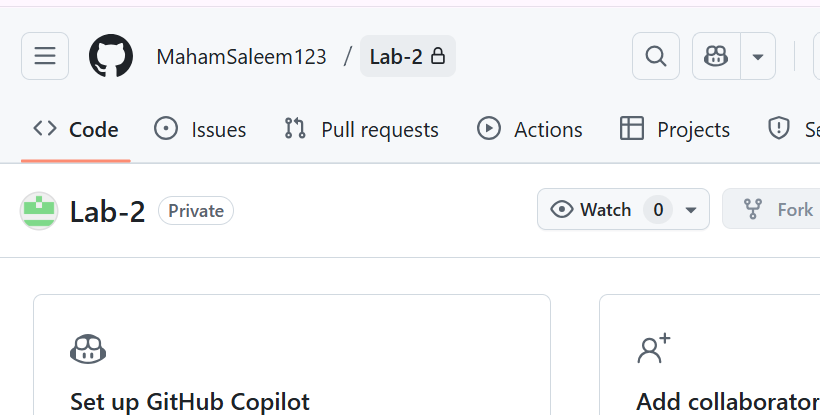 MahamSaleem123 / Lab-2
Code Issues Pull requests Actions Projects
Lab-2 Private Watch 0 Fork
Set up GitHub Copilot Add collaborator